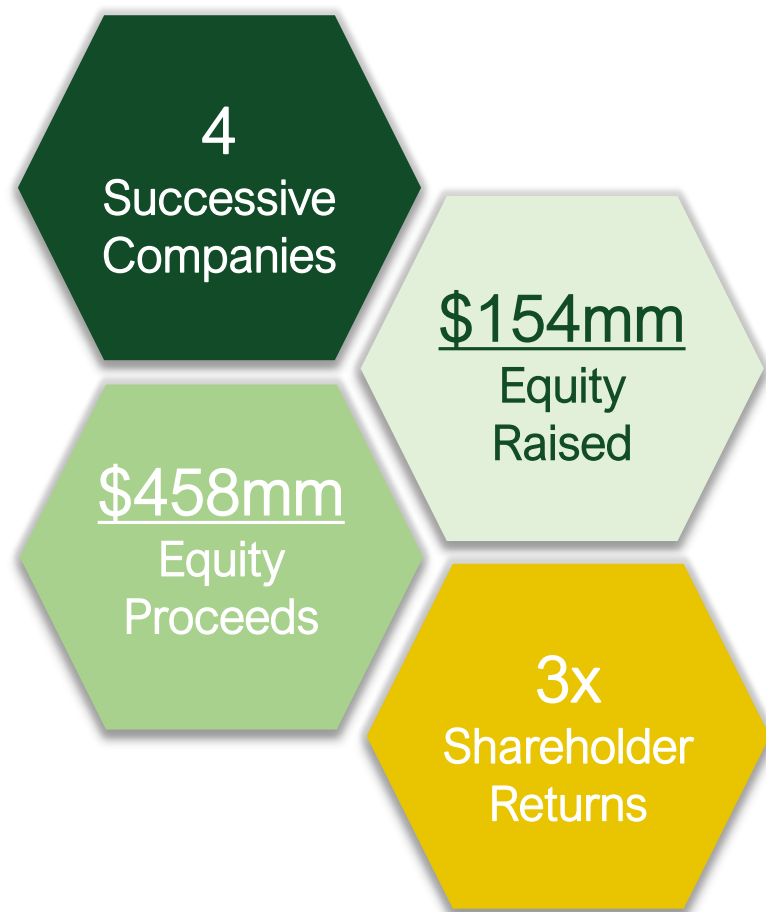 4
Successive
Companies
$154mm
Equity
Raised
$458mm
Equity
Proceeds
3x
Shareholder
Returns